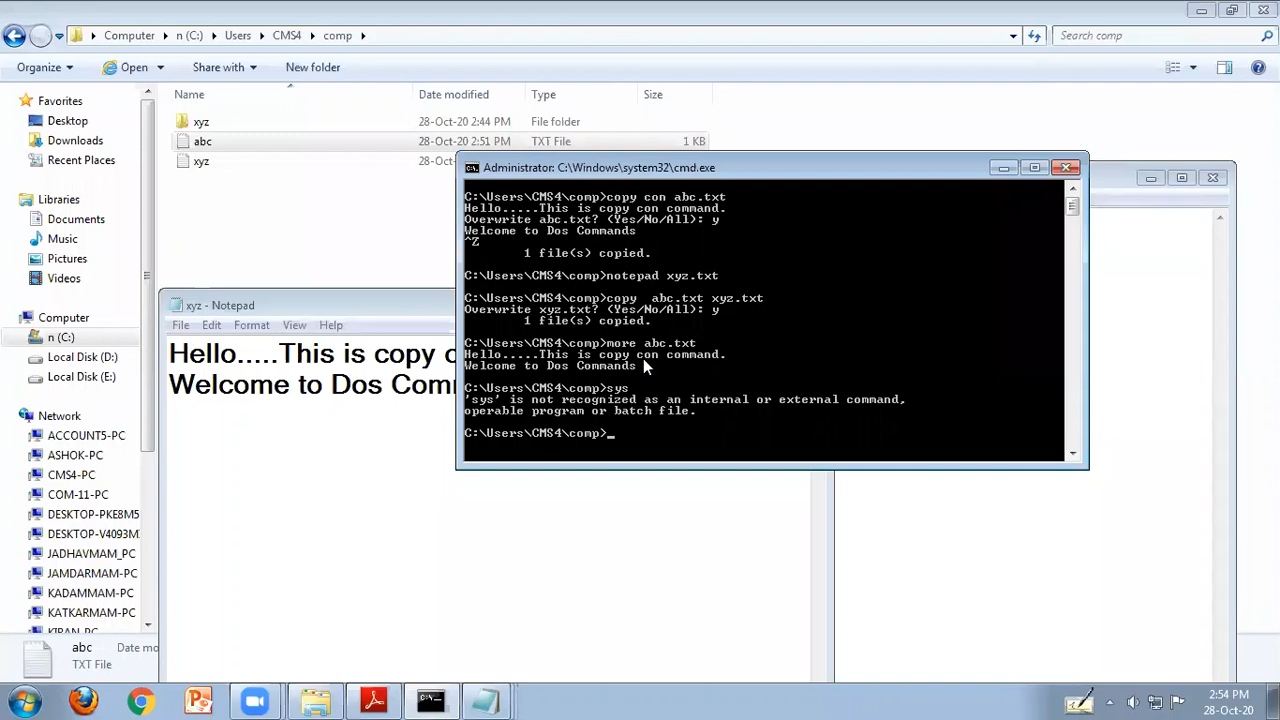 Computer n (C:) Users CMS4 comp
Search comp
Organize Open Share with New folder
Favorites
Desktop
Downloads
Recent Places
Libraries
Documents
Music
Pictures
Videos
Computer
n (C:)
Local Disk (D:)
Local Disk (E:)
Network
ACCOUNT5-PC
ASHOK-PC
CMS4-PC
COM-11-PC
DESKTOP-PKE8M5
DESKTOP-V4093M
JADHAVMAM_PC
JAMDARMAM-PC
KADAMMAM-PC
KATKARMAM-PC
KIRAN-PC
Name Date modified Type Size
xyz 28-Oct-20 2:44 PM File folder
abc 28-Oct-20 2:51 PM TXT File 1 KB
xyz 28-Oct
Administrator: C:\Windows\system32\cmd.exe
C:\Users\CMS4\comp>copy con abc.txt
Hello.....This is copy con command.
Overwrite abc.txt? (Yes/No/All): y
Welcome to Dos Commands
^Z
1 file(s) copied.
C:\Users\CMS4\comp>notepad xyz.txt
C:\Users\CMS4\comp>copy  abc.txt xyz.txt
Overwrite xyz.txt? (Yes/No/All): y
1 file(s) copied.
C:\Users\CMS4\comp>more abc.txt
Hello.....This is copy con command.
Welcome to Dos Commands
C:\Users\CMS4\comp>sys
'sys' is not recognized as an internal or external command,
operable program or batch file.
C:\Users\CMS4\comp>_
xyz - Notepad
File Edit Format View Help
Hello.....This is copy c
Welcome to Dos Com
abc Date mo
TXT File
2:54 PM
28-Oct-20